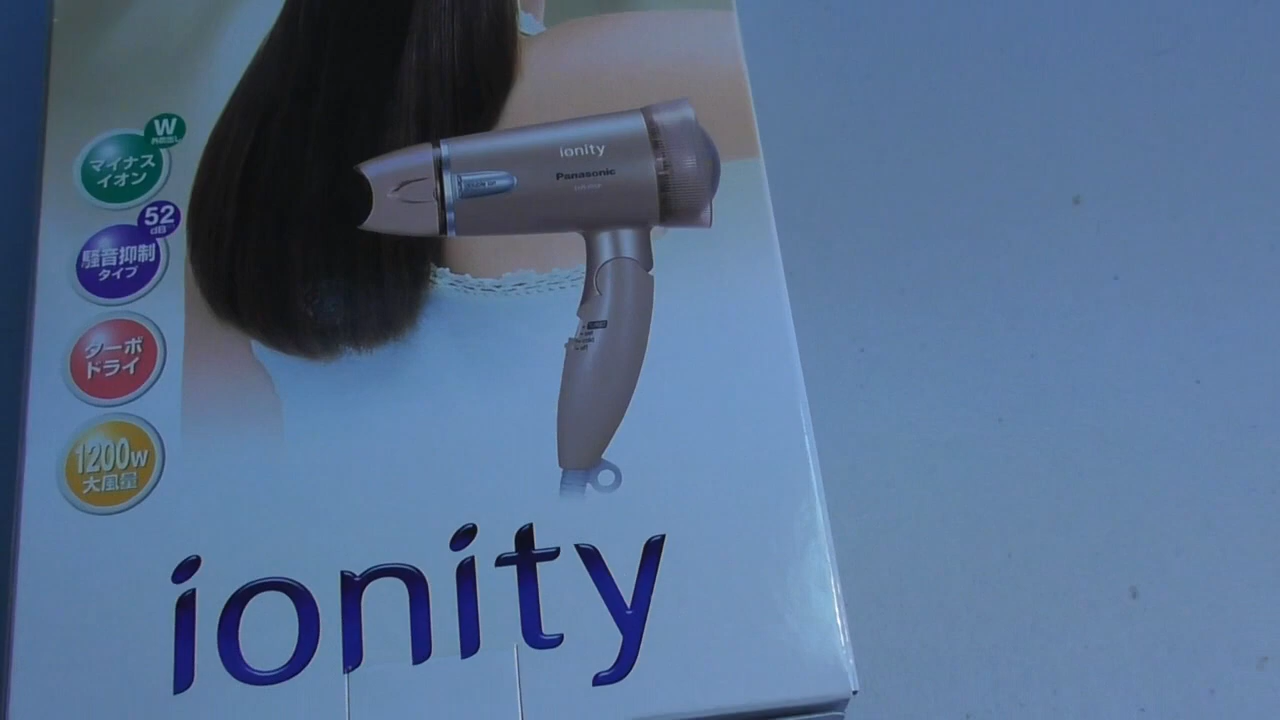 W
マイナス
イオン
52
dB
騒音抑制
タイプ
ターボ
ドライ
1200W
大風量
ionity
Panasonic
ionity